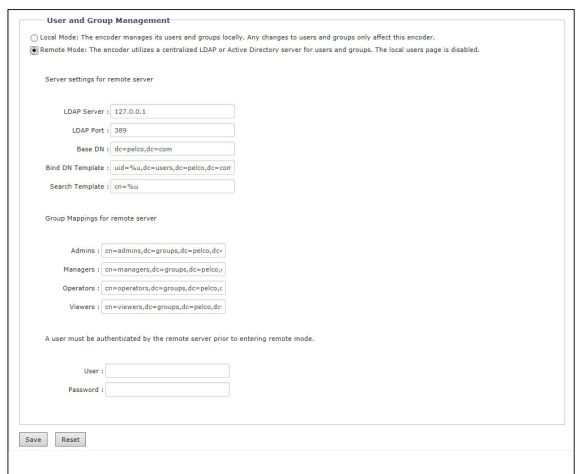 User and Group Management
Local Mode: The encoder manages its users and groups locally. Any changes to users and groups only affect this encoder.
Remote Mode: The encoder utilizes a centralized LDAP or Active Directory server for users and groups. The local users page is disabled.
Server settings for remote server
LDAP Server : 127.0.0.1
LDAP Port : 389
Base DN : dc=pelco,dc=com
Bind DN Template : uid=%u,dc=users,dc=pelco,dc=com
Search Template : cn=%u
Group Mappings for remote server
Admins : cn=admins,dc=groups,dc=pelco,dc=
Managers : cn=managers,dc=groups,dc=pelco,
Operators : cn=operators,dc=groups,dc=pelco,
Viewers : cn=viewers,dc=groups,dc=pelco,dc=
A user must be authenticated by the remote server prior to entering remote mode.
User :
Password :
Save Reset